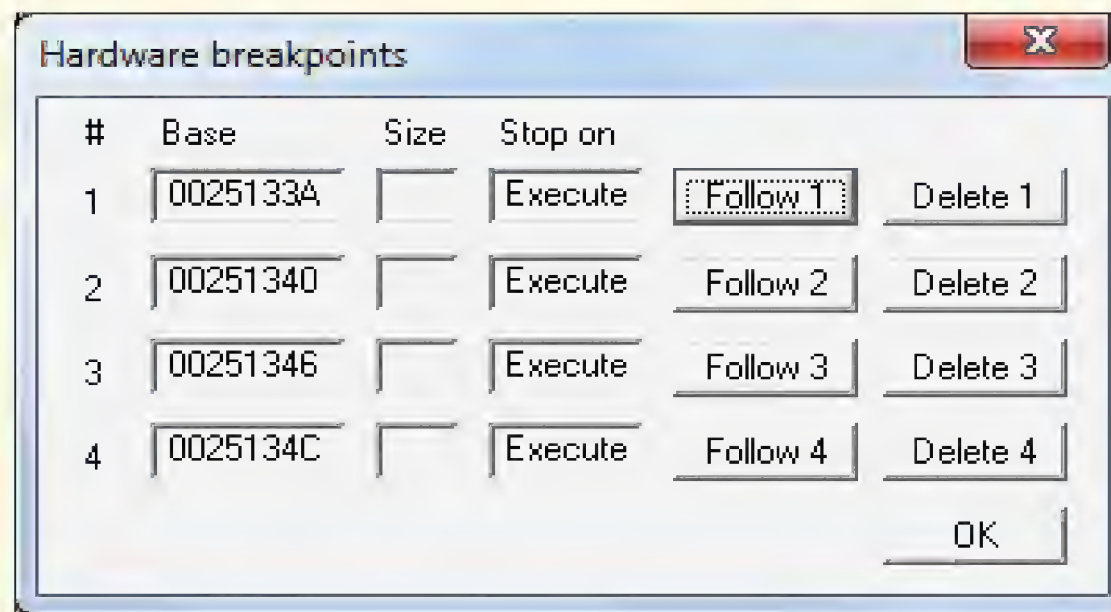 Hardware breakpoints
# Base Size Stop on
1 0025133A Execute Follow 1 Delete 1
2 00251340 Execute Follow 2 Delete 2
3 00251346 Execute Follow 3 Delete 3
4 0025134C Execute Follow 4 Delete 4
OK